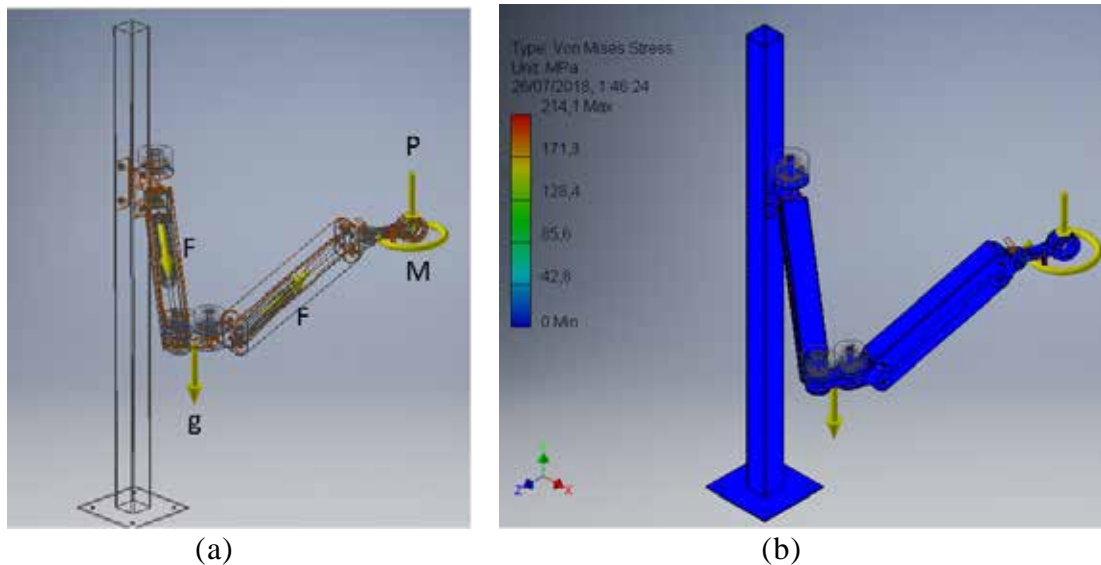 P
F
M
F
g
(a)
Type: Von Mises Stress
Unit: MPa
26/07/2018, 1:46:24
214,1 Max
171,3
128,4
85,6
42,8
0 Min
Z
X
(b)